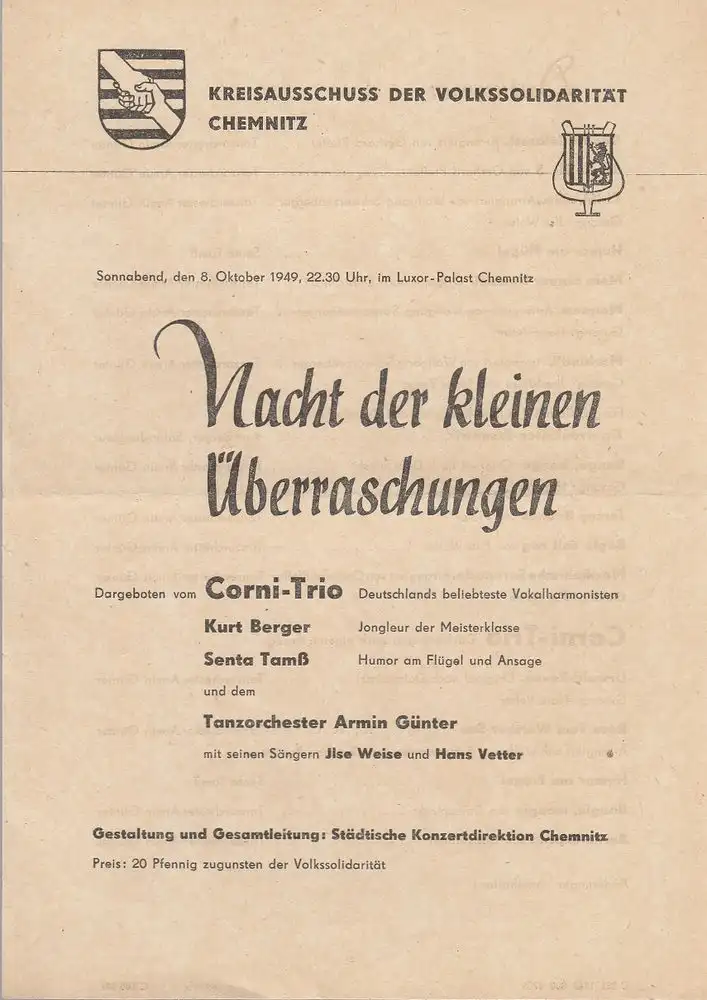 KREISAUSSCHUSS DER VOLKSSOLIDARITÄT
CHEMNITZ
Sonnabend, den 8. Oktober 1949, 22.30 Uhr, im Luxor-Palast Chemnitz
Nacht der kleinen
Überraschungen
Dargeboten vom Corni-Trio Deutschlands beliebteste Vokalharmonisten
Kurt Berger Jongleur der Meisterklasse
Senta Tamß Humor am Flügel und Ansage
und dem
Tanzorchester Armin Günter
mit seinen Sängern Jlse Weise und Hans Vetter
Gestaltung und Gesamtleitung: Städtische Konzertdirektion Chemnitz
Preis: 20 Pfennig zugunsten der Volkssolidarität